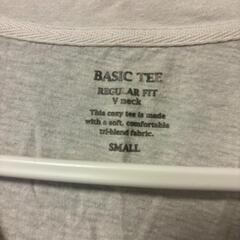 BASIC TEE
REGULAR FIT
V neck
This cozy tee is made
with a soft, comfortable
tri-blend fabric.
SMALL